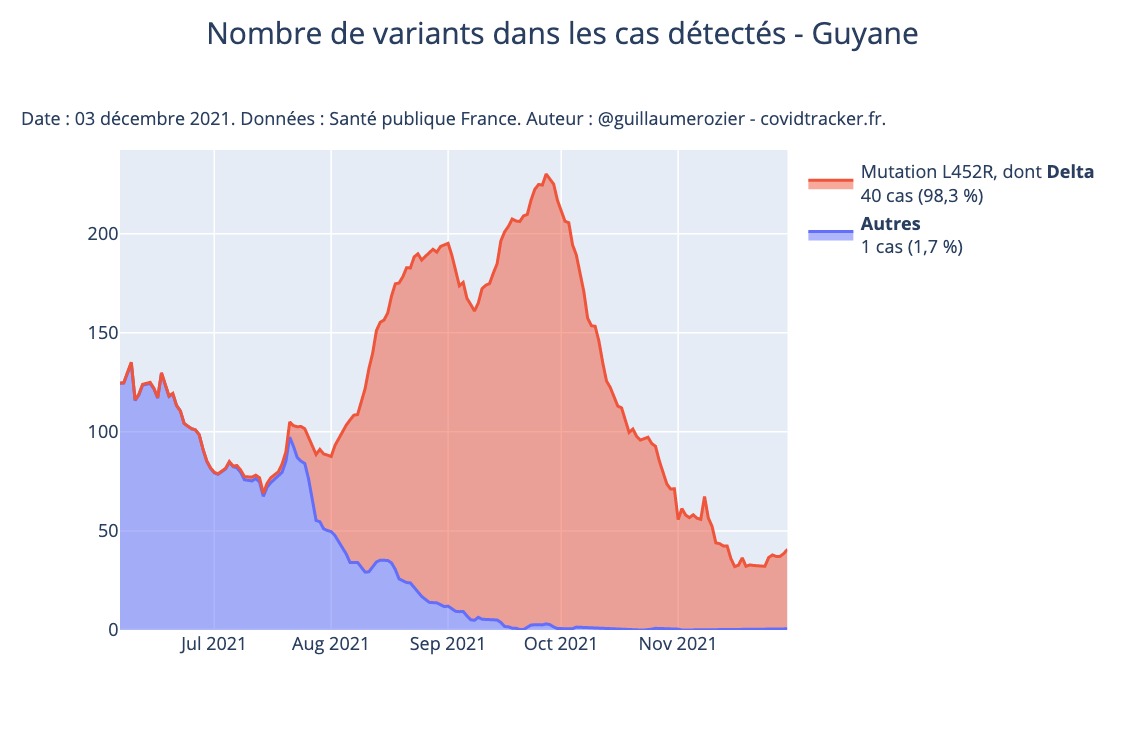 Nombre de variants dans les cas détectés - Guyane
Date : 03 décembre 2021. Données : Santé publique France. Auteur : @guillaumerozier - covidtracker.fr.
Mutation L452R, dont Delta
40 cas (98,3 %)
Autres
1 cas (1,7 %)
200
150
100
50
0
Jul 2021
Aug 2021
Sep 2021
Oct 2021
Nov 2021